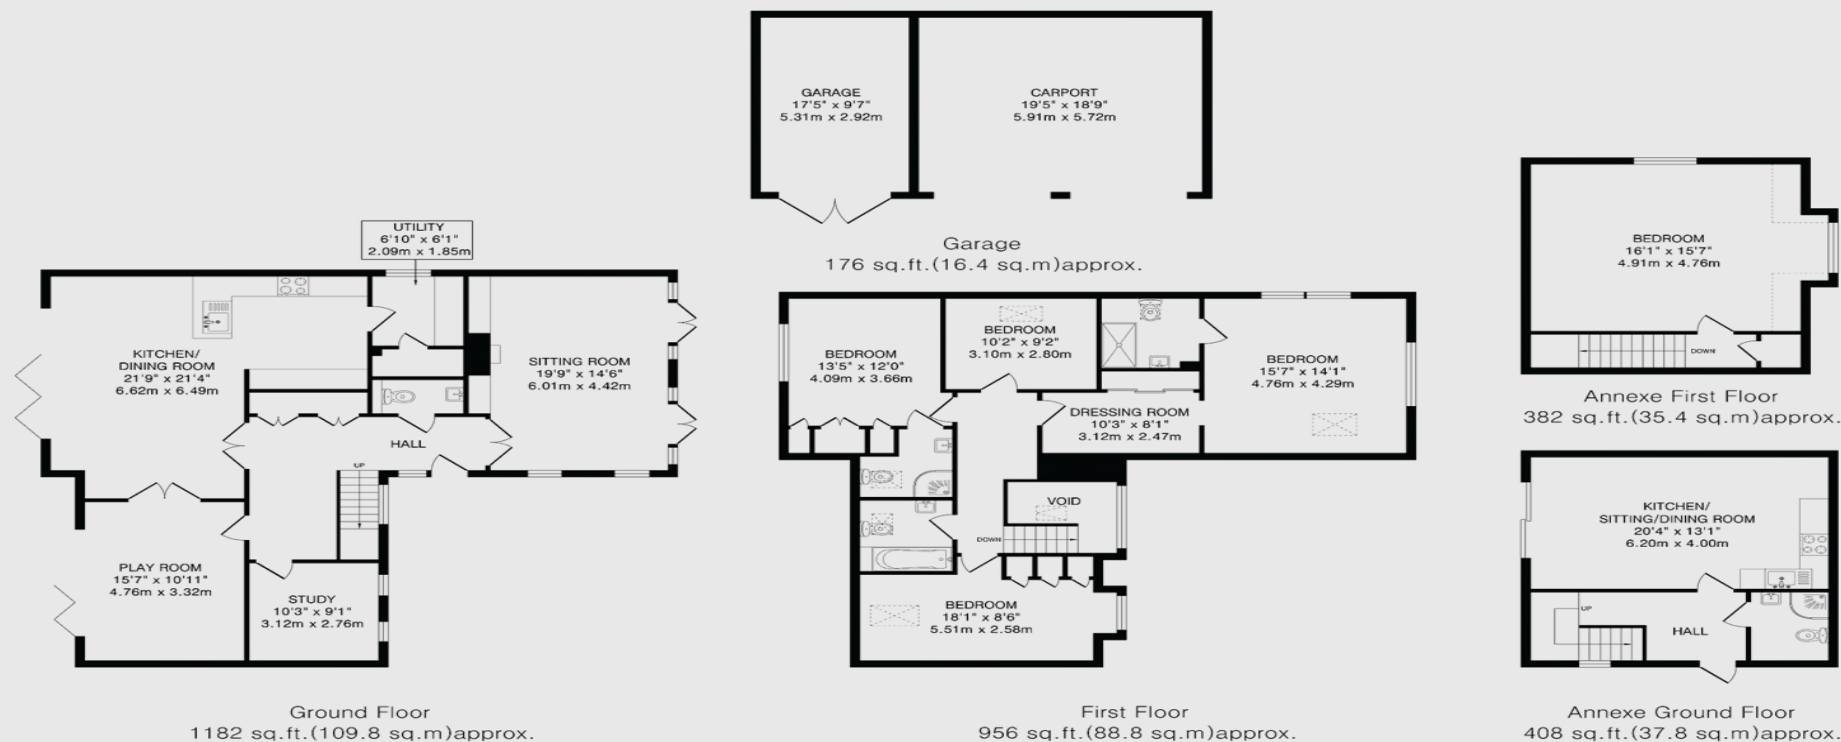 GARAGE
17'5" x 9'7"
5.31m x 2.92m
CARPORT
19'5" x 18'9"
5.91m x 5.72m
Garage
176 sq.ft.(16.4 sq.m)approx.
UTILITY
6'10" x 6'1"
2.09m x 1.85m
KITCHEN/
DINING ROOM
21'9" x 21'4"
6.62m x 6.49m
SITTING ROOM
19'9" x 14'6"
6.01m x 4.42m
HALL
UP
PLAY ROOM
15'7" x 10'11"
4.76m x 3.32m
STUDY
10'3" x 9'1"
3.12m x 2.76m
Ground Floor
1182 sq.ft.(109.8 sq.m)approx.
BEDROOM
13'5" x 12'0"
4.09m x 3.66m
BEDROOM
10'2" x 9'2"
3.10m x 2.80m
BEDROOM
15'7" x 14'1"
4.76m x 4.29m
DRESSING ROOM
10'3" x 8'1"
3.12m x 2.47m
VOID
DOWN
BEDROOM
18'1" x 8'6"
5.51m x 2.58m
First Floor
956 sq.ft.(88.8 sq.m)approx.
BEDROOM
16'1" x 15'7"
4.91m x 4.76m
DOWN
Annexe First Floor
382 sq.ft.(35.4 sq.m)approx.
KITCHEN/
SITTING/DINING ROOM
20'4" x 13'1"
6.20m x 4.00m
UP
HALL
Annexe Ground Floor
408 sq.ft.(37.8 sq.m)approx.